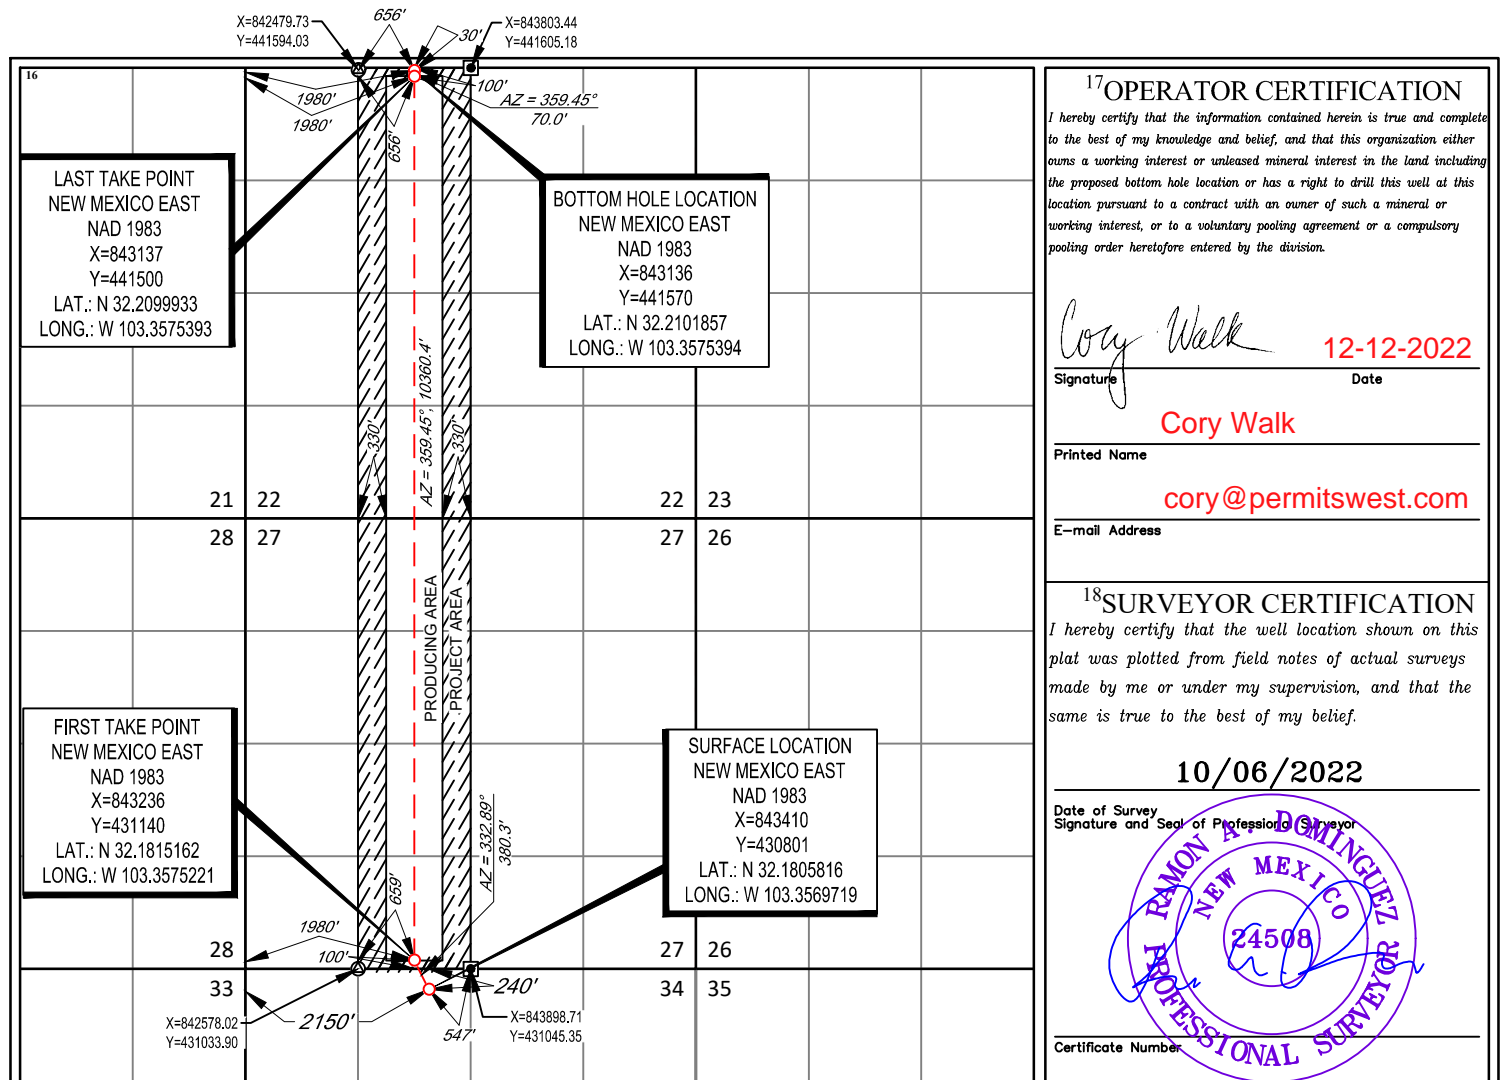 X=842479.73
Y=441594.03
656'
30'
X=843803.44
Y=441605.18
16
1980'
1980'
656'
100'
AZ = 359.45°
70.0'
LAST TAKE POINT
NEW MEXICO EAST
NAD 1983
X=843137
Y=441500
LAT.: N 32.2099933
LONG.: W 103.3575393
BOTTOM HOLE LOCATION
NEW MEXICO EAST
NAD 1983
X=843136
Y=441570
LAT.: N 32.2101857
LONG.: W 103.3575394
330'
AZ = 359.45°, 10360.4'
330'
21 22
28 27
22 23
27 26
PRODUCING AREA
PROJECT AREA
FIRST TAKE POINT
NEW MEXICO EAST
NAD 1983
X=843236
Y=431140
LAT.: N 32.1815162
LONG.: W 103.3575221
SURFACE LOCATION
NEW MEXICO EAST
NAD 1983
X=843410
Y=430801
LAT.: N 32.1805816
LONG.: W 103.3569719
AZ = 332.89°
380.3'
659'
1980'
100'
28
33
27 26
34 35
240'
2150'
547'
X=842578.02
Y=431033.90
X=843898.71
Y=431045.35
17OPERATOR CERTIFICATION
I hereby certify that the information contained herein is true and complete
to the best of my knowledge and belief, and that this organization either
owns a working interest or unleased mineral interest in the land including
the proposed bottom hole location or has a right to drill this well at this
location pursuant to a contract with an owner of such a mineral or
working interest, or to a voluntary pooling agreement or a compulsory
pooling order heretofore entered by the division.
Cory Walk
12-12-2022
Signature Date
Cory Walk
Printed Name
cory@permitswest.com
E-mail Address
18SURVEYOR CERTIFICATION
I hereby certify that the well location shown on this
plat was plotted from field notes of actual surveys
made by me or under my supervision, and that the
same is true to the best of my belief.
10/06/2022
Date of Survey
Signature and Seal of Professional Surveyor
RAMON A. DOMINGUEZ
NEW MEXICO
24508
PROFESSIONAL SURVEYOR
Certificate Number